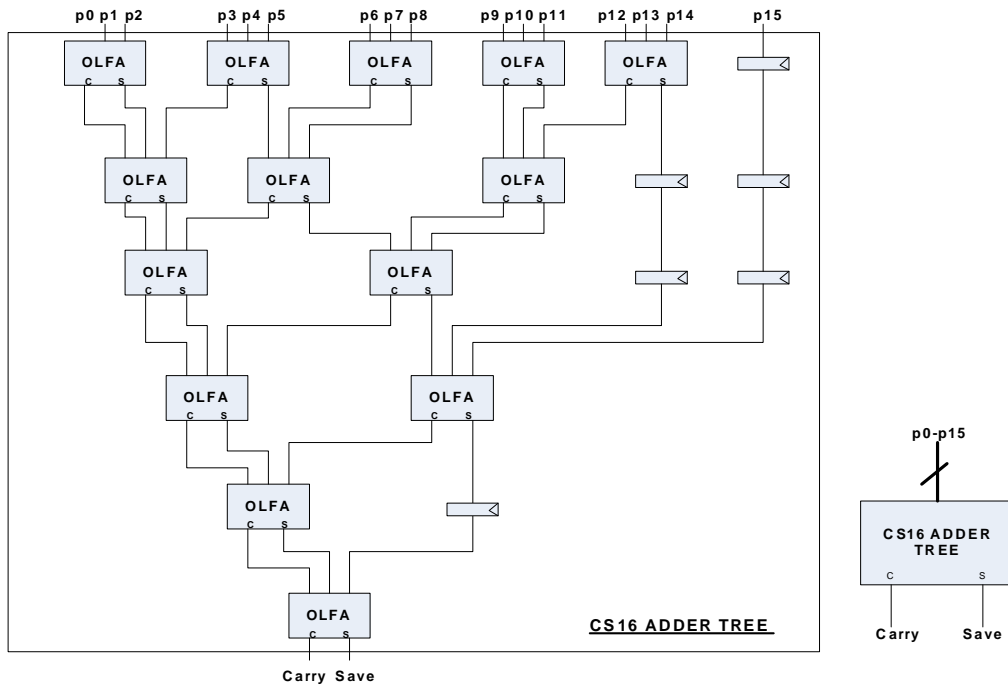 p0 p1 p2 p3 p4 p5 p6 p7 p8 p9 p10 p11 p12 p13 p14 p15
OLFA OLFA OLFA OLFA OLFA
C S C S C S C S C S
OLFA OLFA OLFA
C S C S C S
OLFA OLFA
C S C S
OLFA OLFA
C S C S
OLFA
C S
OLFA
C S
Carry Save
CS16 ADDER TREE
p0-p15
CS16 ADDER
TREE
C S
Carry Save